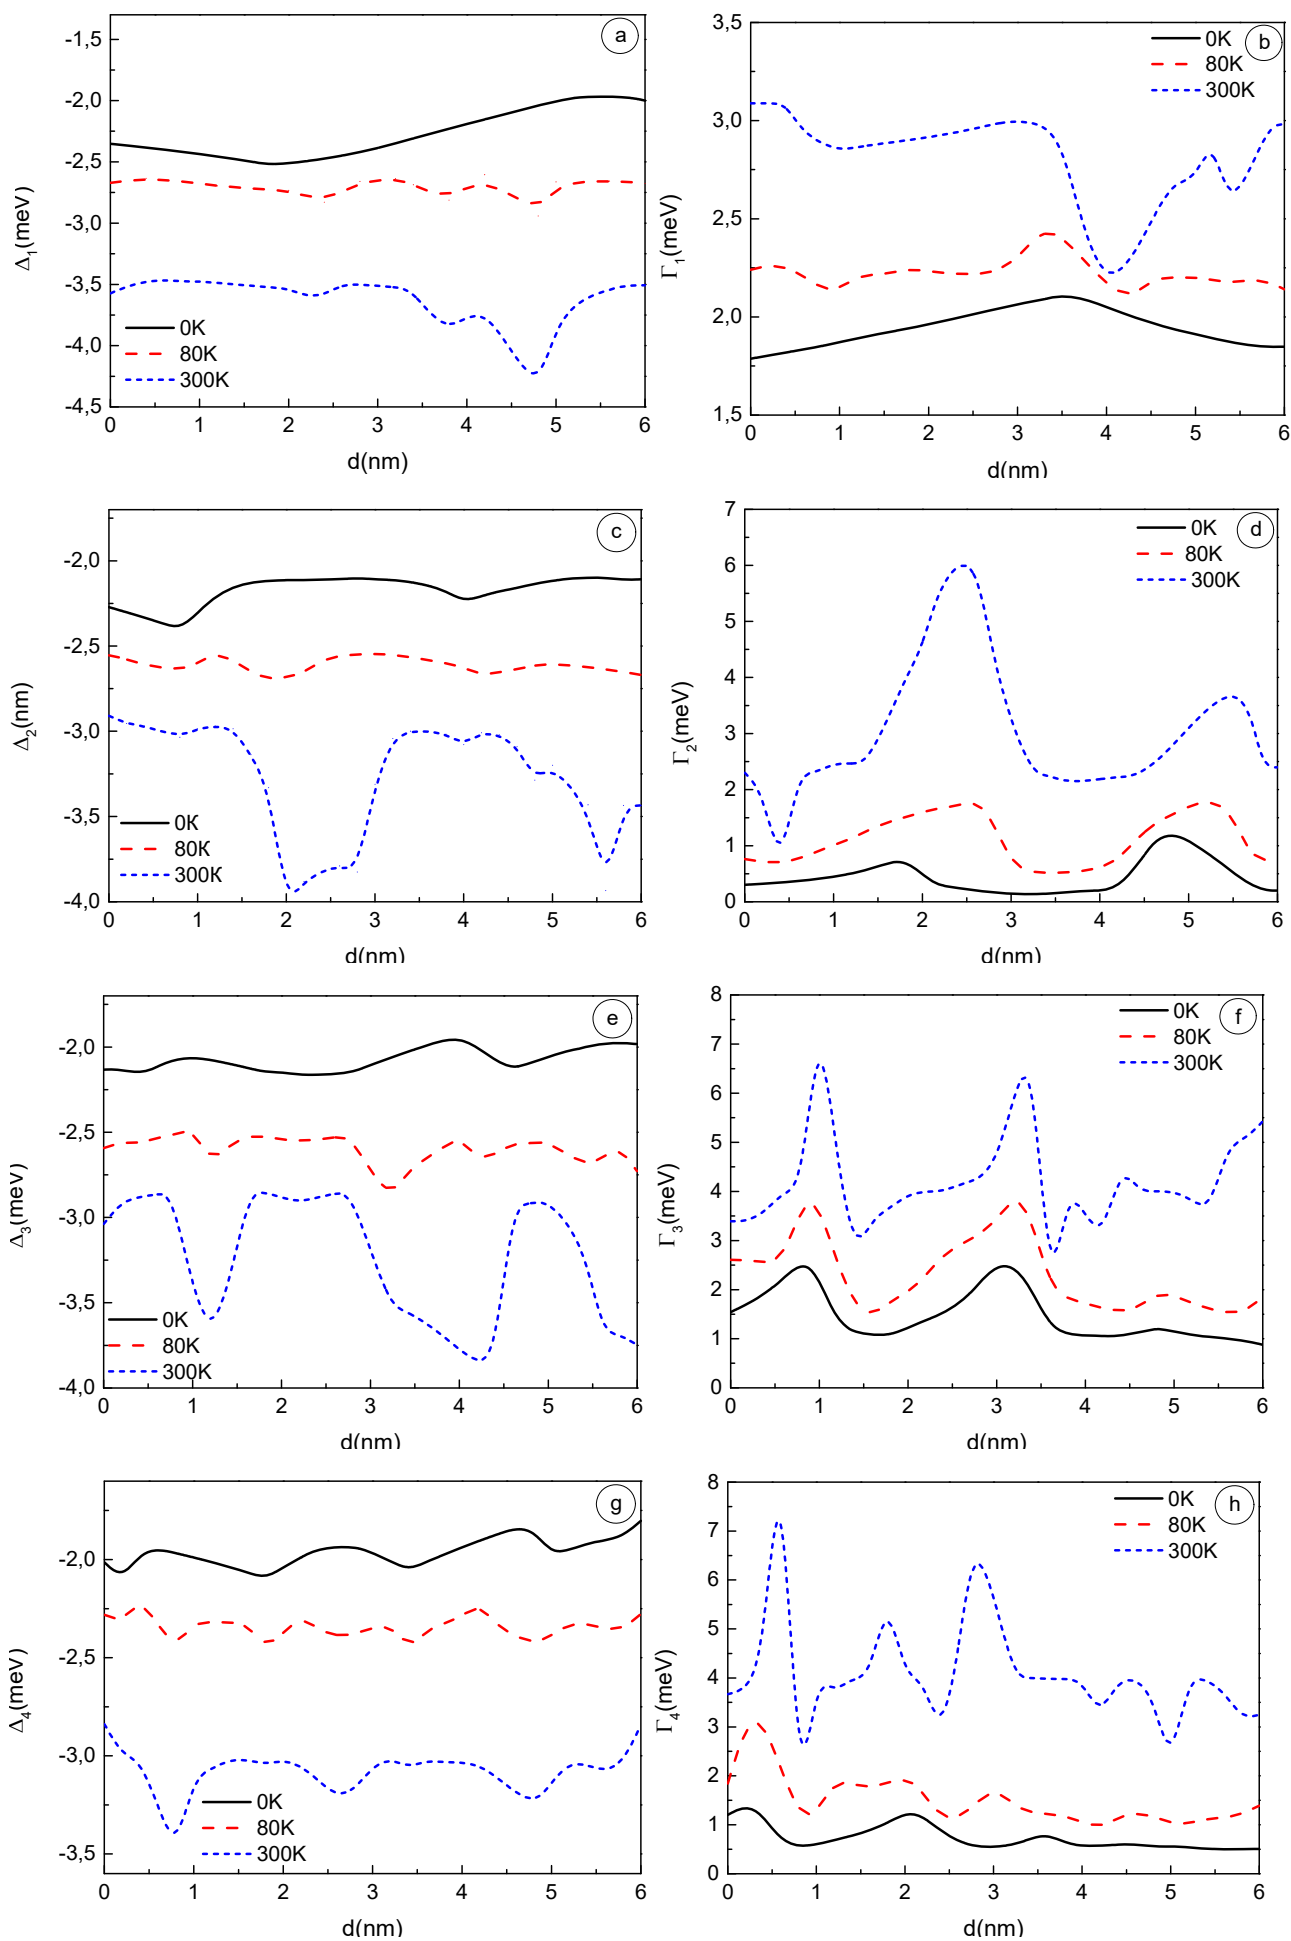 a
-1,5
-2,0
-2,5
-3,0
-3,5
-4,0
-4,5
Δ1(meV)
0K
80K
300K
0 1 2 3 4 5 6
d(nm)
b
3,5
3,0
2,5
2,0
1,5
Γ1(meV)
0K
80K
300K
0 1 2 3 4 5 6
d(nm)
c
-2,0
-2,5
-3,0
-3,5
-4,0
Δ2(nm)
0K
80K
300K
0 1 2 3 4 5 6
d(nm)
d
7
6
5
4
3
2
1
0
Γ2(meV)
0K
80K
300K
0 1 2 3 4 5 6
d(nm)
e
-2,0
-2,5
-3,0
-3,5
-4,0
Δ3(meV)
0K
80K
300K
0 1 2 3 4 5 6
d(nm)
f
8
7
6
5
4
3
2
1
0
Γ3(meV)
0K
80K
300K
0 1 2 3 4 5 6
d(nm)
g
-2,0
-2,5
-3,0
-3,5
Δ4(meV)
0K
80K
300K
0 1 2 3 4 5 6
d(nm)
h
8
7
6
5
4
3
2
1
0
Γ4(meV)
0K
80K
300K
0 1 2 3 4 5 6
d(nm)